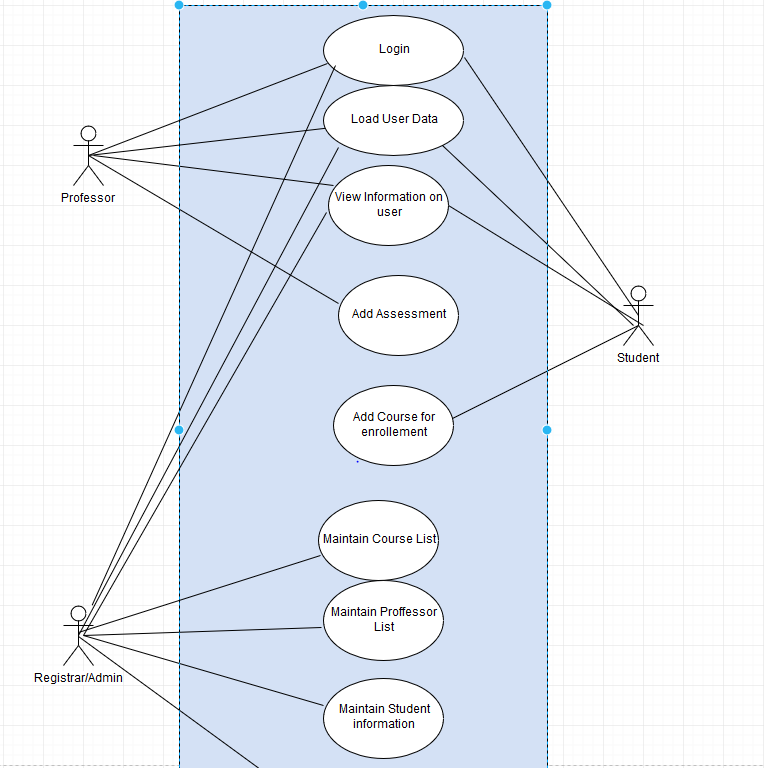 Login
Load User Data
Professor
View Information on
user
Add Assessment
Student
Add Course for
enrollement
Maintain Course List
Maintain Proffessor
List
Registrar/Admin
Maintain Student
information